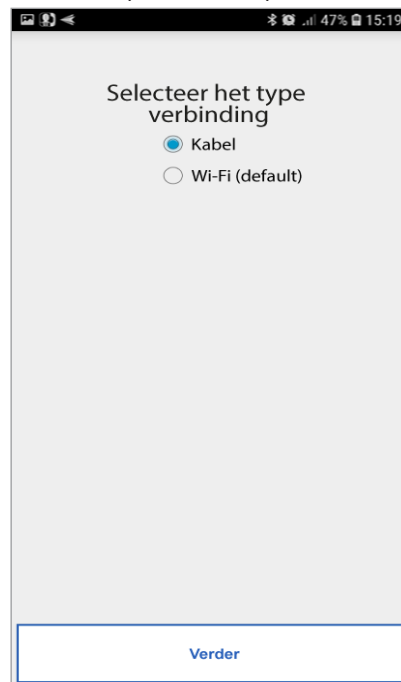 47% 15:19
Selecteer het type
verbinding
Kabel
Wi-Fi (default)
Verder